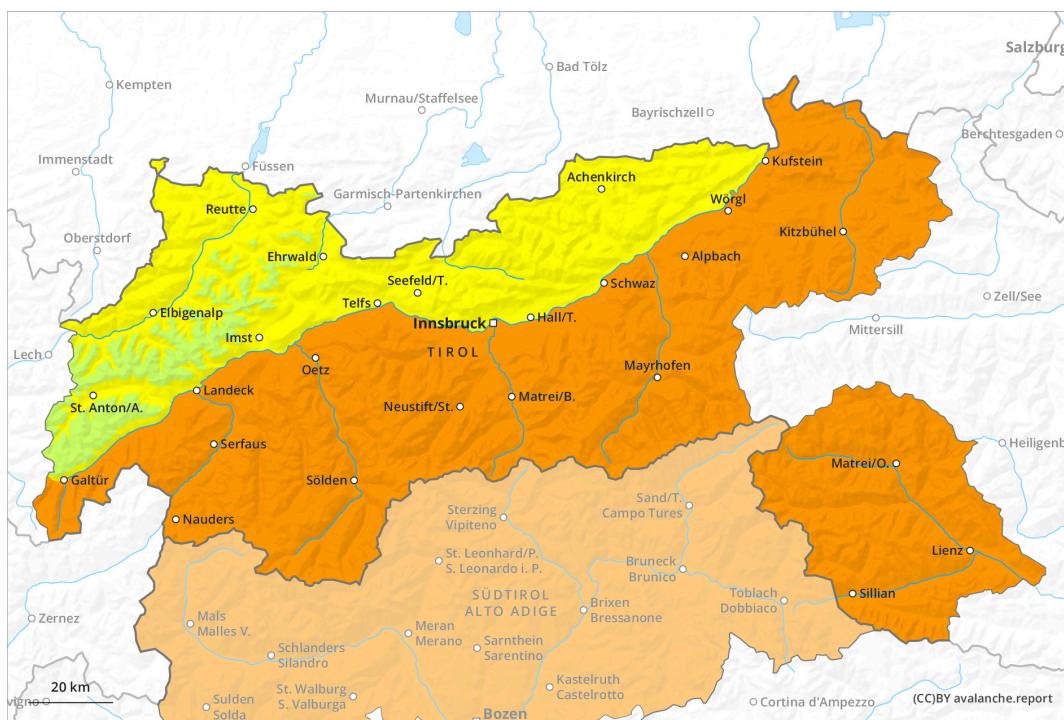 Salzburg
Bad Tölz
Kempten
Murnau/Staffelsee
Bayrischzell
Berchtesgaden
Immenstadt
Füssen
Kufstein
Achenkirch
Garmisch-Partenkirchen
Wörgl
Reutte
Oberstdorf
Kitzbühel
Ehrwald
Alpbach
Seefeld/T.
Schwaz
Zell/See
Telfs
Elbigenalp
Hall/T.
Innsbruck
Mittersill
Imst
Lech
TIROL
Oetz
Mayrhofen
Landeck
Matrei/B.
St. Anton/A.
Neustift/St.
Serfaus
Heiligenb
Matrei/O.
Galtür
Sölden
Sand/T.
Campo Tures
Sterzing
Vipiteno
Nauders
Lienz
St. Leonhard/P.
S. Leonardo i. P.
Bruneck
Brunico
SÜDTIROL
ALTO ADIGE
Sillian
Toblach
Dobbiaco
Brixen
Bressanone
Zernez
Mals
Malles V.
Meran
Merano
Sarnthein
Sarentino
Schlanders
Silandro
20 km
Kastelruth
Castelrotto
St. Walburg
S. Valburga
vigno
Sulden
Solda
Cortina d'Ampezzo
(CC)BY avalanche.report
Bozen